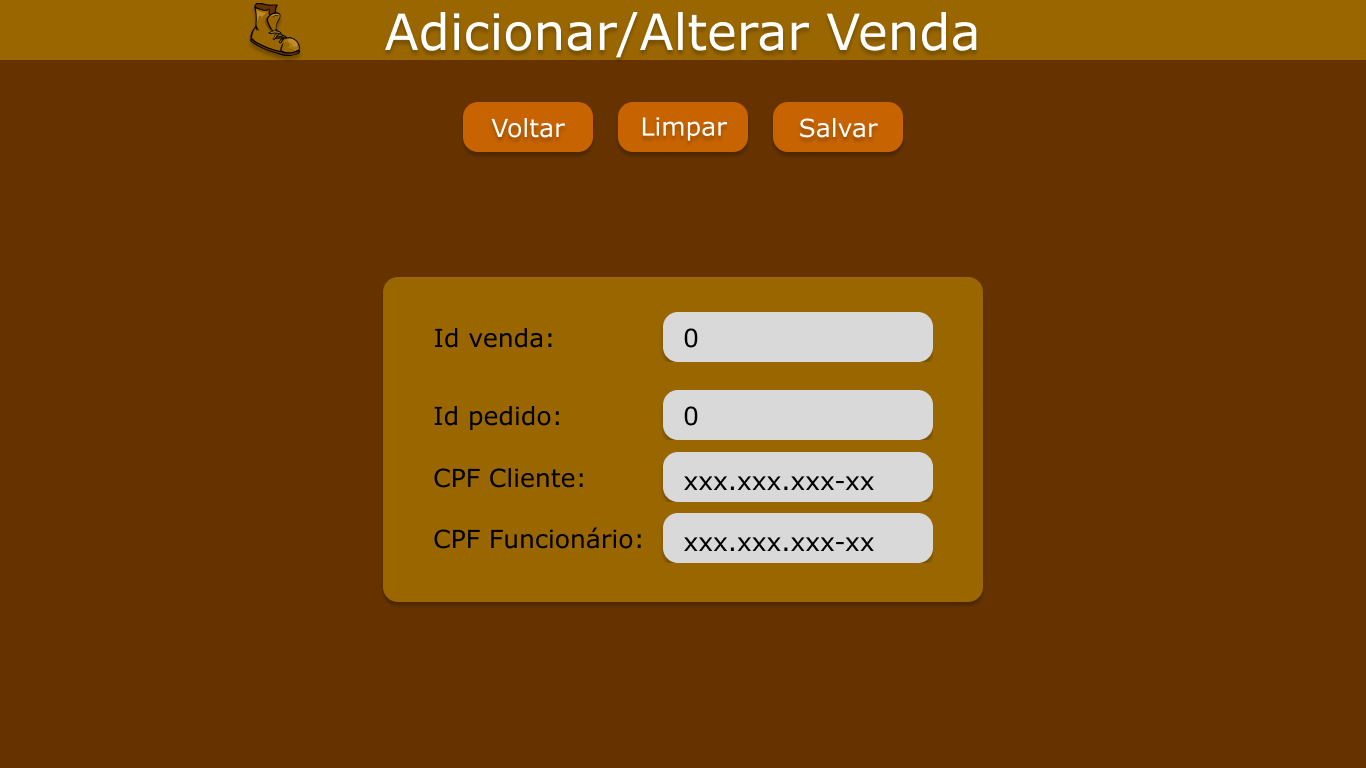 Adicionar/Alterar Venda
Voltar Limpar Salvar
Id venda: 0
Id pedido: 0
CPF Cliente: xxx.xxx.xxx-xx
CPF Funcionário: xxx.xxx.xxx-xx